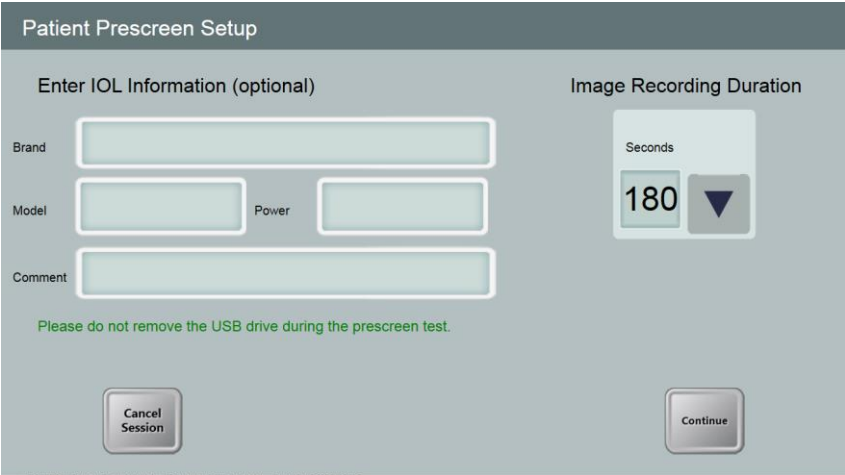 Patient Prescreen Setup
Enter IOL Information (optional)
Image Recording Duration
Brand
Seconds
180
Model
Power
Comment
Please do not remove the USB drive during the prescreen test.
Cancel
Session
Continue